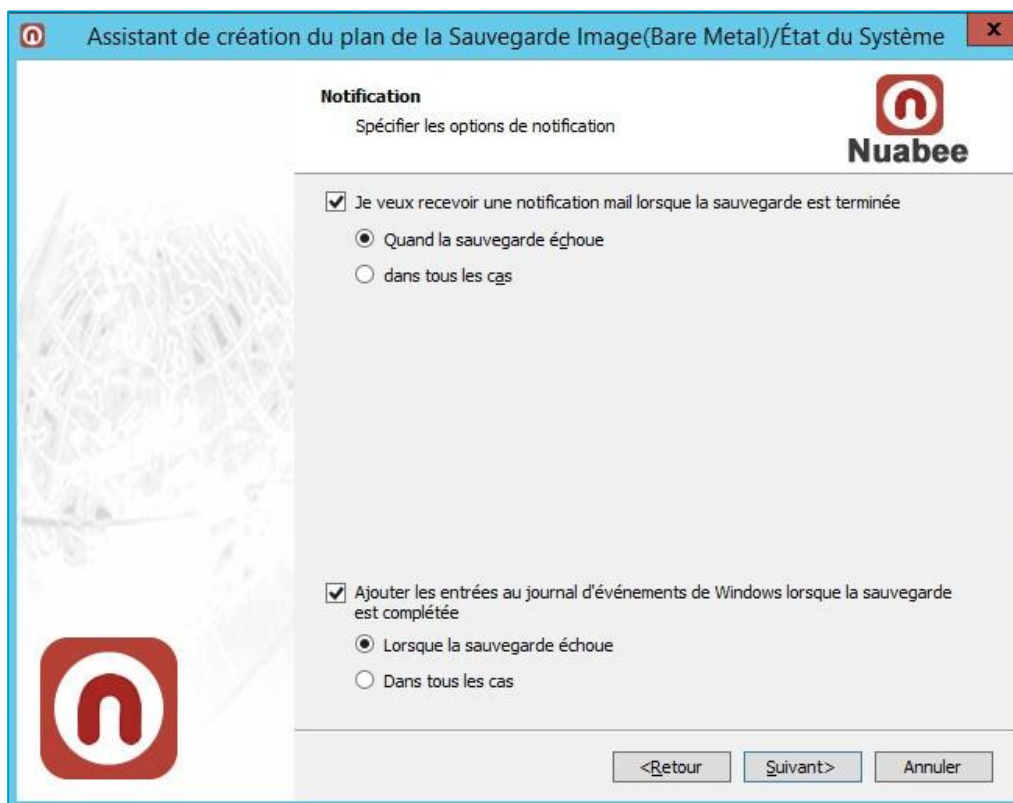 Assistant de création du plan de la Sauvegarde Image(Bare Metal)/État du Système
x
Notification
Spécifier les options de notification
Nuabee
Je veux recevoir une notification mail lorsque la sauvegarde est terminée
Quand la sauvegarde échoue
dans tous les cas
Ajouter les entrées au journal d'événements de Windows lorsque la sauvegarde
est complétée
Lorsque la sauvegarde échoue
Dans tous les cas
<Retour
Suivant>
Annuler